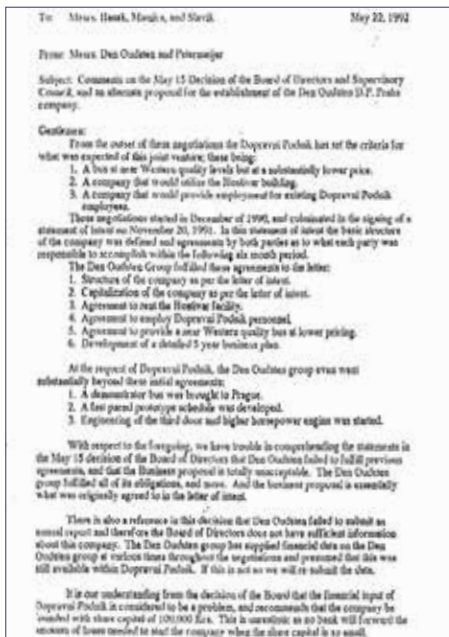 To: Messrs. Hasek, Masojka, and Slavik May 22, 1992
From: Messrs. Den Oudsten and Petermeijer
Subject: Comments on the May 15 Decision of the Board of Directors and Supervisory
Council, and an alternate proposal for the establishment of the Den Oudsten D.P. Praha
company.
Gentlemen:
From the outset of these negotiations the Dopravni Podnik has set the criteria for
what was expected of this joint venture; these being:
1. A bus at near Western quality levels but at a substantially lower price.
2. A company that would utilize the Hostivar building.
3. A company that would provide employment for existing Dopravni Podnik
employees.
These negotiations started in December of 1990, and culminated in the signing of a
statement of intent on November 20, 1991. In this statement of intent the basic structure
of the company was defined and agreements by both parties as to what each party was
responsible to accomplish within the following six month period.
The Den Oudsten Group fulfilled these agreements to the letter:
1. Structure of the company as per the letter of intent.
2. Capitalization of the company as per the letter of intent.
3. Agreement to rent the Hostivar facility.
4. Agreement to employ Dopravni Podnik personnel.
5. Agreement to provide a near Western quality bus at lower pricing.
6. Development of a detailed 5 year business plan.
At the request of Dopravni Podnik, the Den Oudsten group even went
substantially beyond these initial agreements:
1. A demonstrator bus was brought to Prague.
2. A fast paced prototype schedule was developed.
3. Engineering of the third door and higher horsepower engine was started.
With respect to the foregoing, we have trouble in comprehending the statements in
the May 15 decision of the Board of Directors that Den Oudsten failed to fulfill previous
agreements, and that the Business proposal is totally unacceptable. The Den Oudsten
group fulfilled all of its obligations, and more. And the business proposal is essentially
what was originally agreed to in the letter of intent.
There is also a reference in this decision that Den Oudsten failed to submit an
annual report and therefore the Board of Directors does not have sufficient information
about this company. The Den Oudsten group has supplied financial data on the Den
Oudsten group at various times throughout the negotiations and presumed that this was
still available within Dopravni Podnik. If this is not so we will re submit the data.
It is our understanding from the decision of the Board that the financial input of
Dopravni Podnik is considered to be a problem, and recommends that the company be
founded with share capital of 100,000 Kcs. This is unrealistic as no bank will forward the
amount of loans needed to start the company when the share capital is so small.